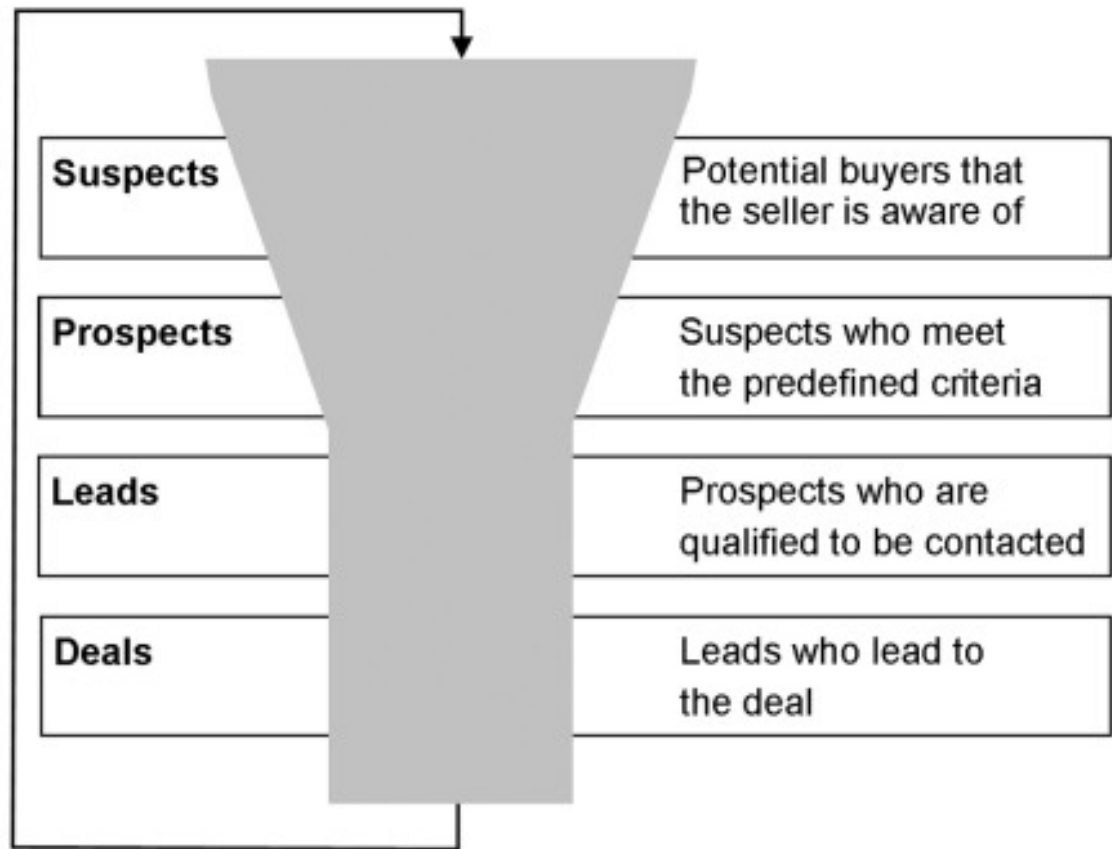 Suspects
Potential buyers that
the seller is aware of
Prospects
Suspects who meet
the predefined criteria
Leads
Prospects who are
qualified to be contacted
Deals
Leads who lead to
the deal